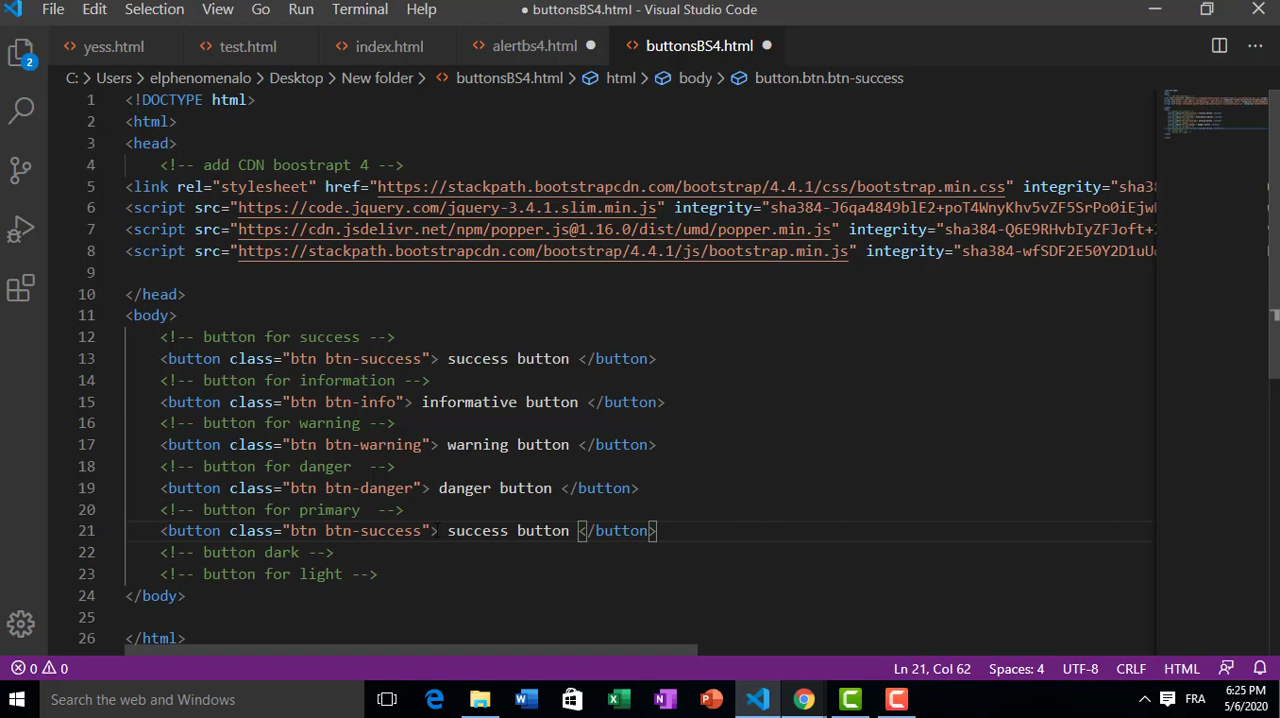 File Edit Selection View Go Run Terminal Help ● buttonsBS4.html - Visual Studio Code
yess.html test.html index.html alertbs4.html buttonsBS4.html
C: > Users > elphenomenalo > Desktop > New folder > buttonsBS4.html > html > body > button.btn.btn-success
1 <!DOCTYPE html>
2 <html>
3 <head>
4 <!-- add CDN boostrapt 4 -->
5 <link rel="stylesheet" href="https://stackpath.bootstrapcdn.com/bootstrap/4.4.1/css/bootstrap.min.css" integrity="sha3
6 <script src="https://code.jquery.com/jquery-3.4.1.slim.min.js" integrity="sha384-J6qa4849blE2+poT4WnyKhv5vZF5SrPo0iEjw
7 <script src="https://cdn.jsdelivr.net/npm/popper.js@1.16.0/dist/umd/popper.min.js" integrity="sha384-Q6E9RHvbIyZFJoft+
8 <script src="https://stackpath.bootstrapcdn.com/bootstrap/4.4.1/js/bootstrap.min.js" integrity="sha384-wfSDF2E50Y2D1uU
9
10 </head>
11 <body>
12 <!-- button for success -->
13 <button class="btn btn-success"> success button </button>
14 <!-- button for information -->
15 <button class="btn btn-info"> informative button </button>
16 <!-- button for warning -->
17 <button class="btn btn-warning"> warning button </button>
18 <!-- button for danger  -->
19 <button class="btn btn-danger"> danger button </button>
20 <!-- button for primary  -->
21 <button class="btn btn-success"> success button </button>
22 <!-- button dark -->
23 <!-- button for light -->
24 </body>
25
26 </html>
2
0 0 Ln 21, Col 62 Spaces: 4 UTF-8 CRLF HTML
Search the web and Windows FRA 6:25 PM
5/6/2020